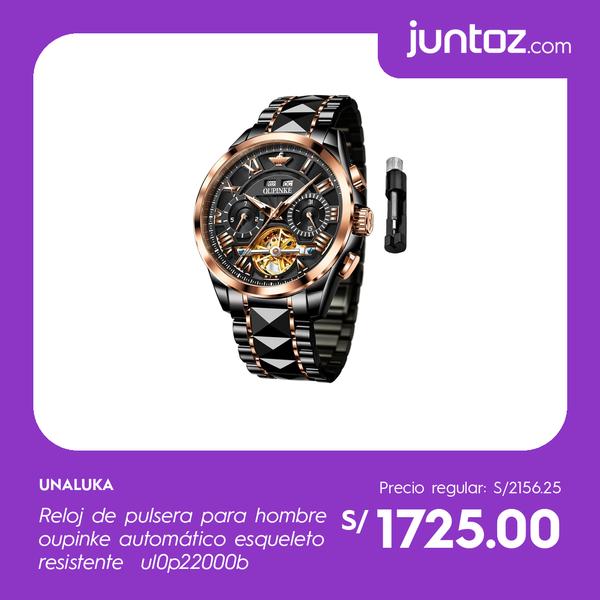 juntoz.com
OUPINKE
UNALUKA
Reloj de pulsera para hombre
oupinke automático esqueleto
resistente ul0p22000b
Precio regular: S/2156.25
S/1725.00